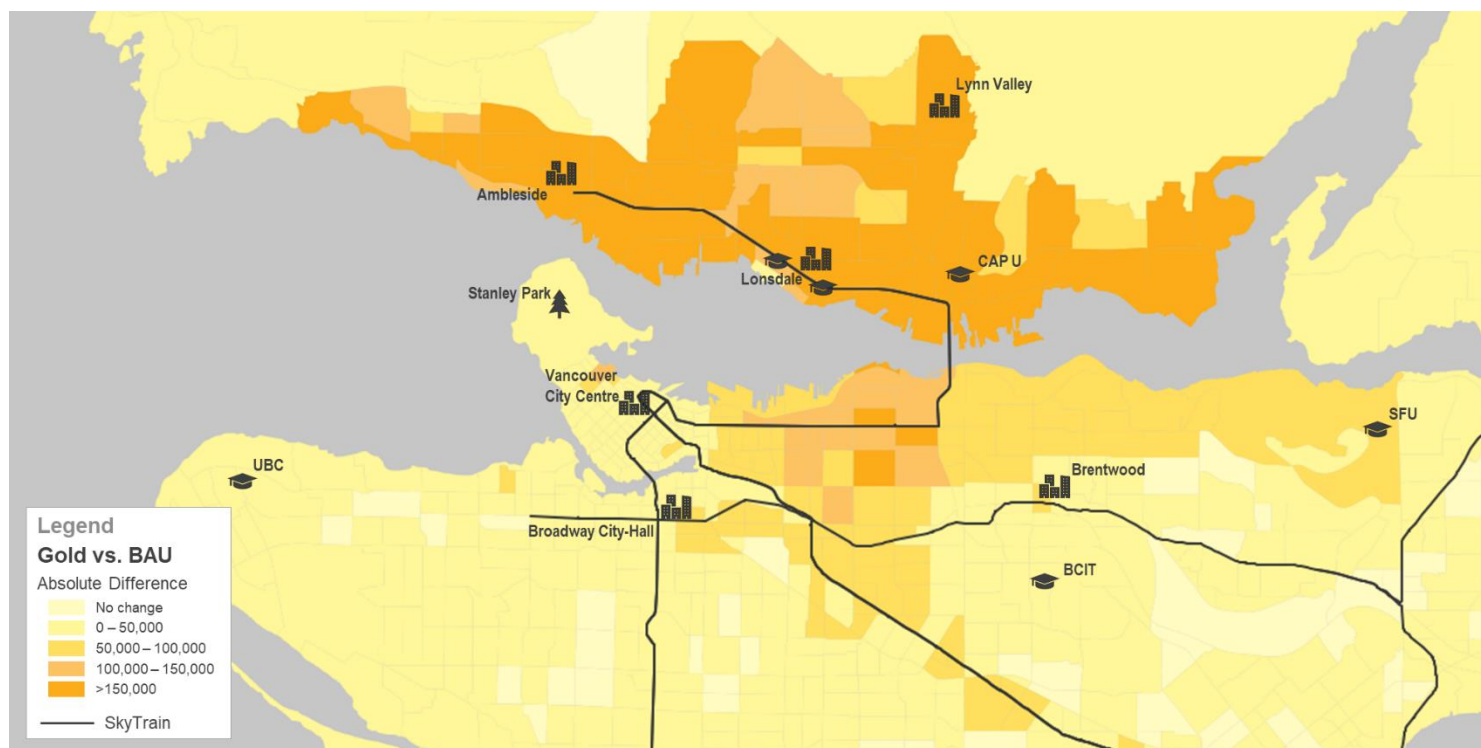 Lynn Valley
Ambleside
CAP U
Lonsdale
Stanley Park
Vancouver
City Centre
SFU
UBC
Brentwood
Broadway City-Hall
BCIT
Legend
Gold vs. BAU
Absolute Difference
No change
0 – 50,000
50,000 – 100,000
100,000 – 150,000
>150,000
SkyTrain